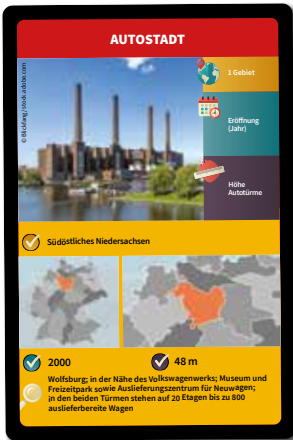 AUTOSTADT
© Blickfang / stock.adobe.com
1 Gebiet
Eröffnung
(Jahr)
Höhe
Autotürme
Südöstliches Niedersachsen
2000
48 m
Wolfsburg; in der Nähe des Volkswagenwerks; Museum und
Freizeitpark sowie Auslieferungszentrum für Neuwagen;
in den beiden Türmen stehen auf 20 Etagen bis zu 800
auslieferbereite Wagen